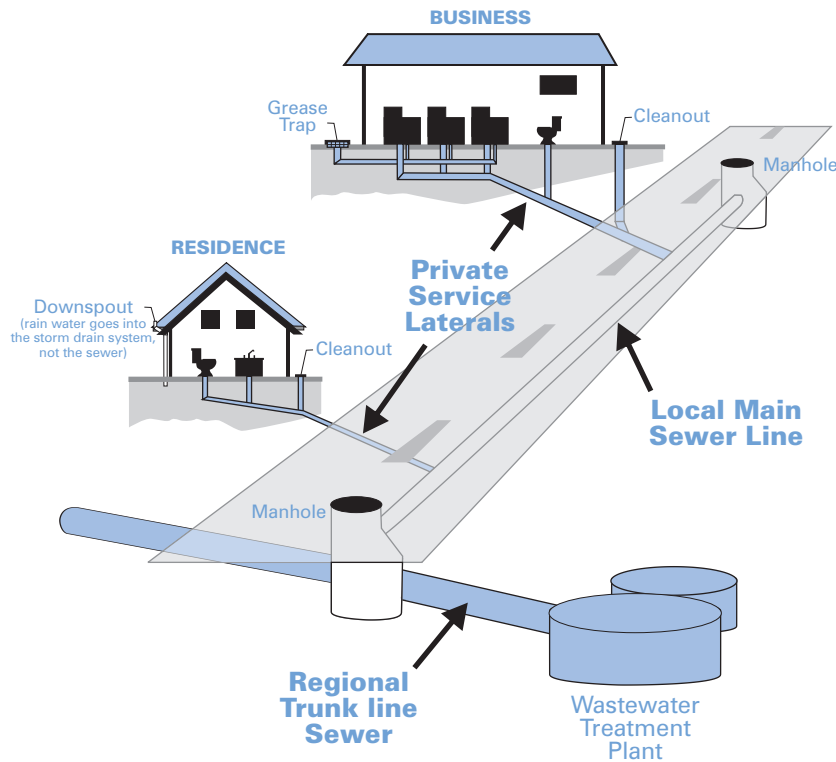 BUSINESS
Grease
Trap
Cleanout
Manhole
RESIDENCE
Private
Service
Laterals
Downspout
(rain water goes into
the storm drain system,
not the sewer)
Cleanout
Local Main
Sewer Line
Manhole
Regional
Trunk line
Sewer
Wastewater
Treatment
Plant